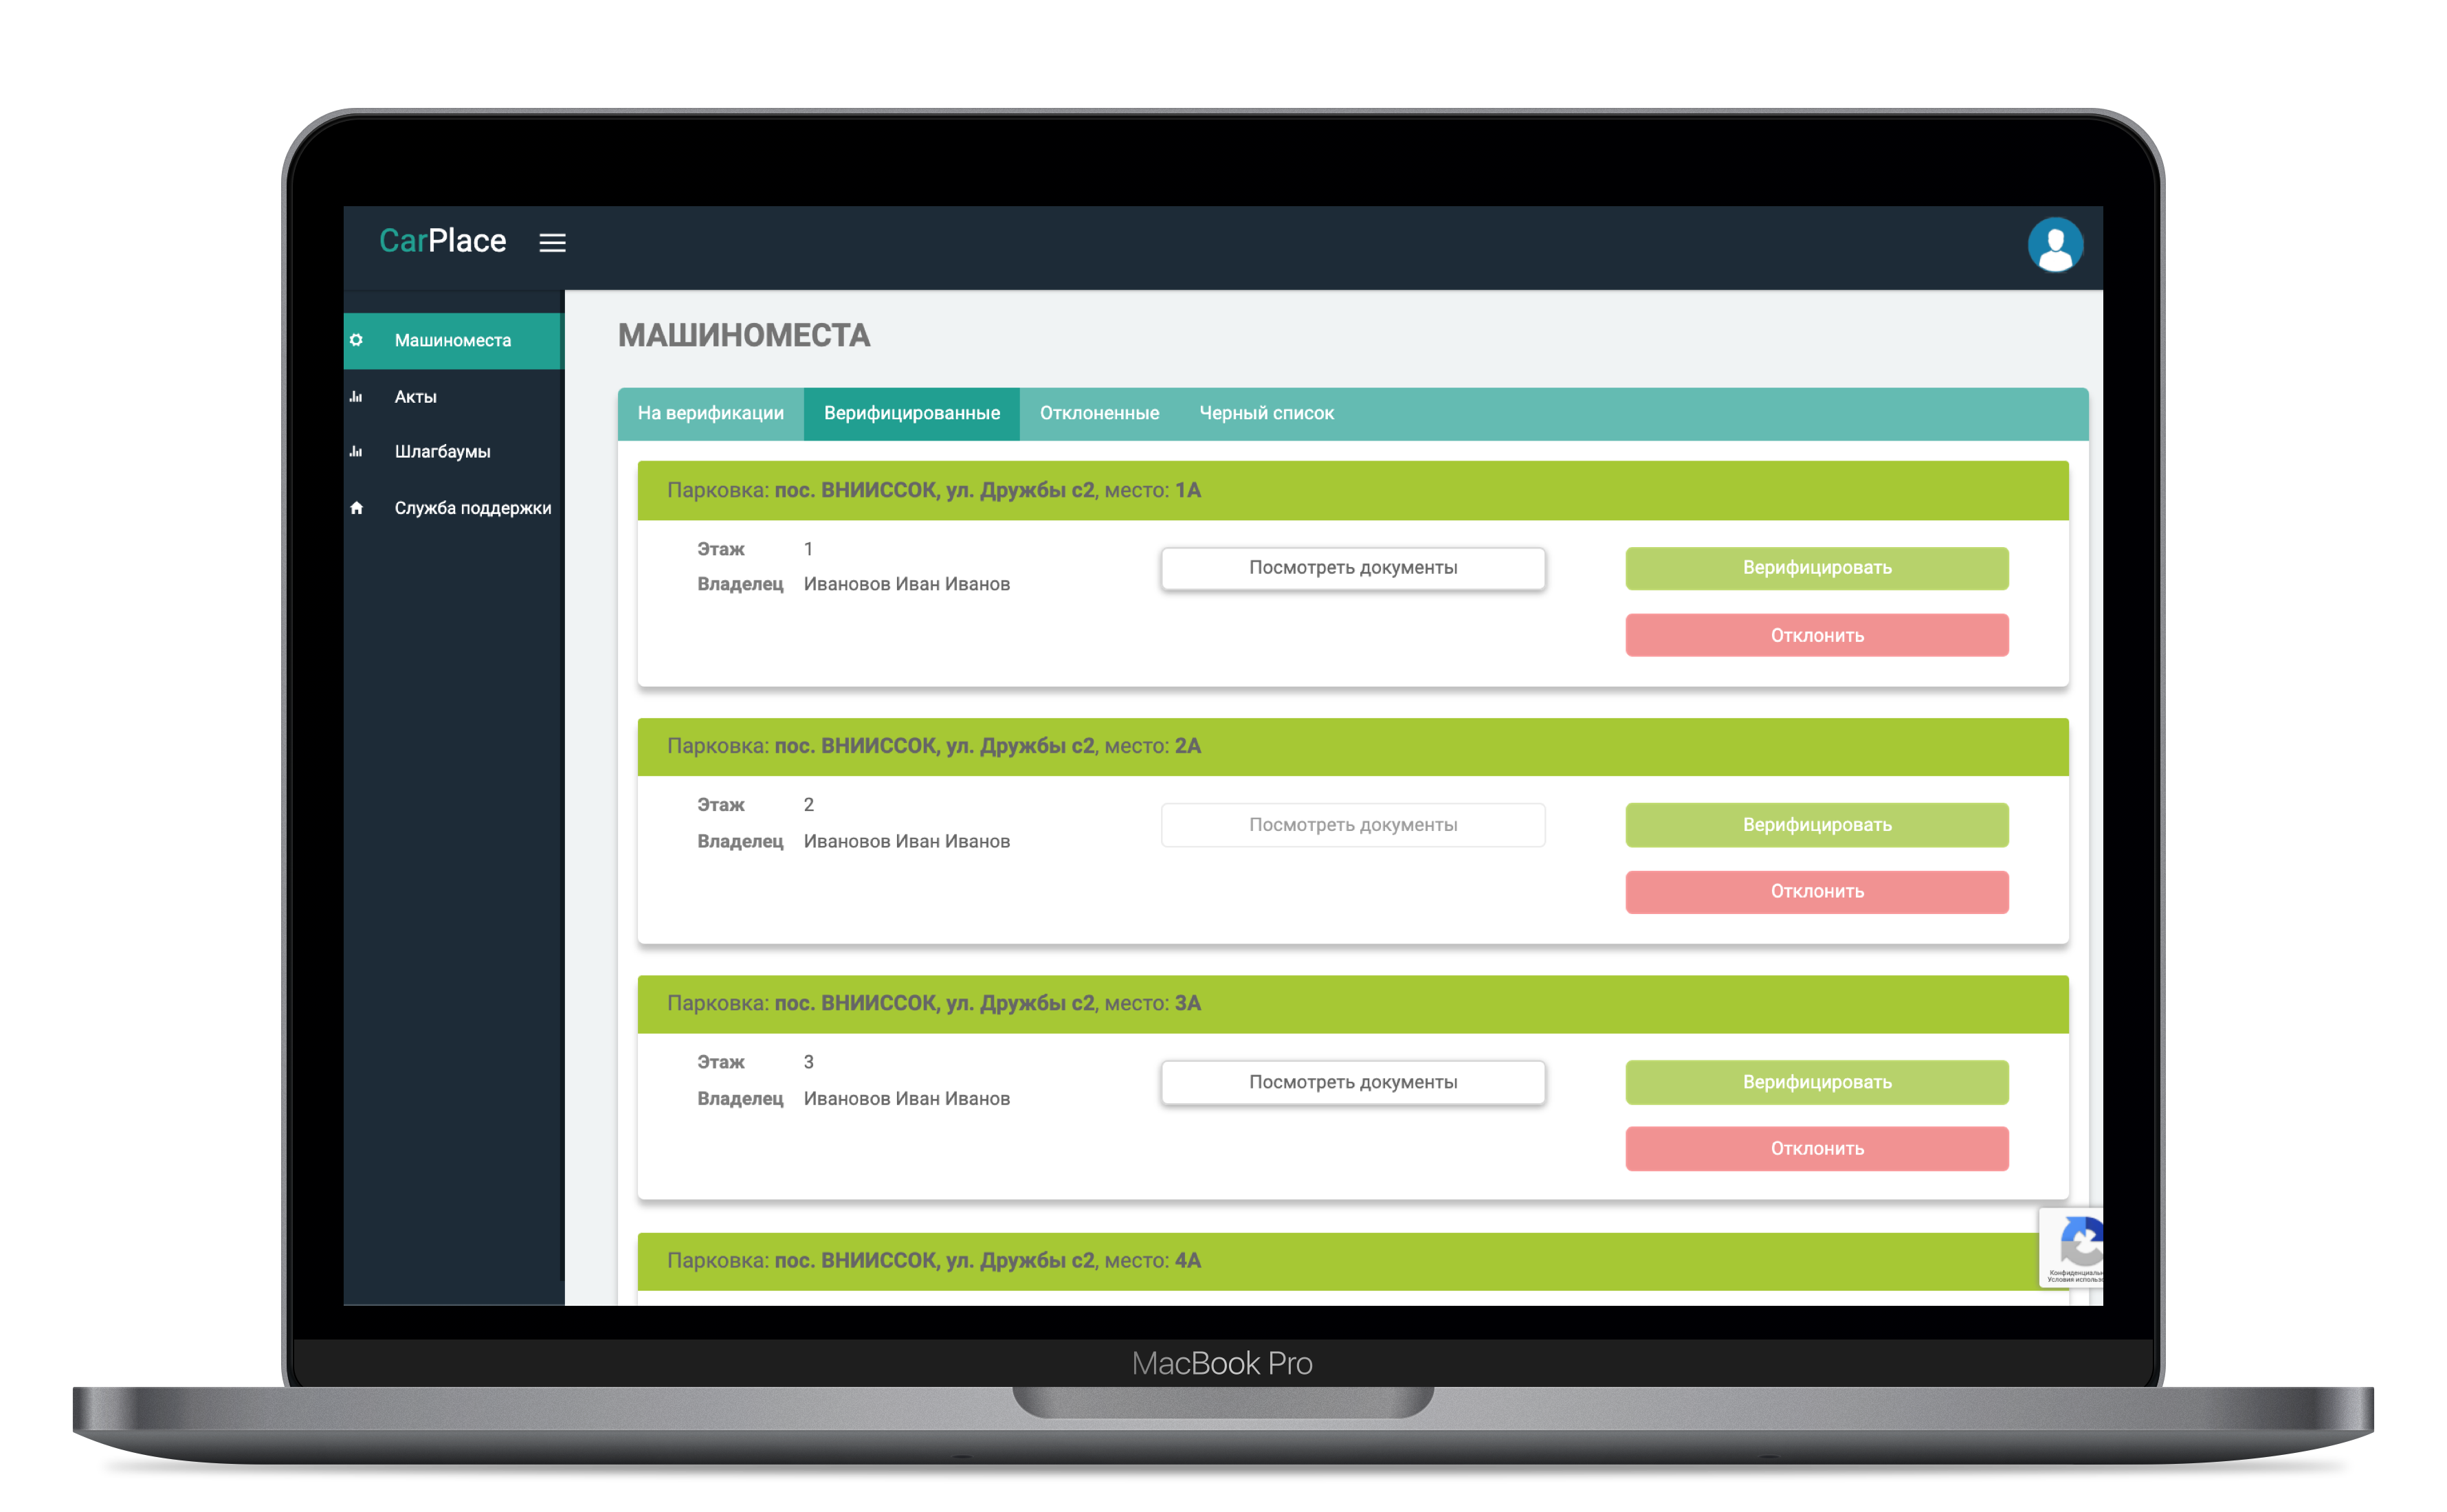 CarPlace
Машиноместа
Акты
Шлагбаумы
Служба поддержки
МАШИНОМЕСТА
На верификации Верифицированные Отклоненные Черный список
Парковка: пос. ВНИИССОК, ул. Дружбы с2, место: 1А
Этаж 1
Владелец Ивановов Иван Иванов
Посмотреть документы
Верифицировать
Отклонить
Парковка: пос. ВНИИССОК, ул. Дружбы с2, место: 2А
Этаж 2
Владелец Ивановов Иван Иванов
Посмотреть документы
Верифицировать
Отклонить
Парковка: пос. ВНИИССОК, ул. Дружбы с2, место: 3А
Этаж 3
Владелец Ивановов Иван Иванов
Посмотреть документы
Верифицировать
Отклонить
Парковка: пос. ВНИИССОК, ул. Дружбы с2, место: 4А
Условия
MacBook Pro